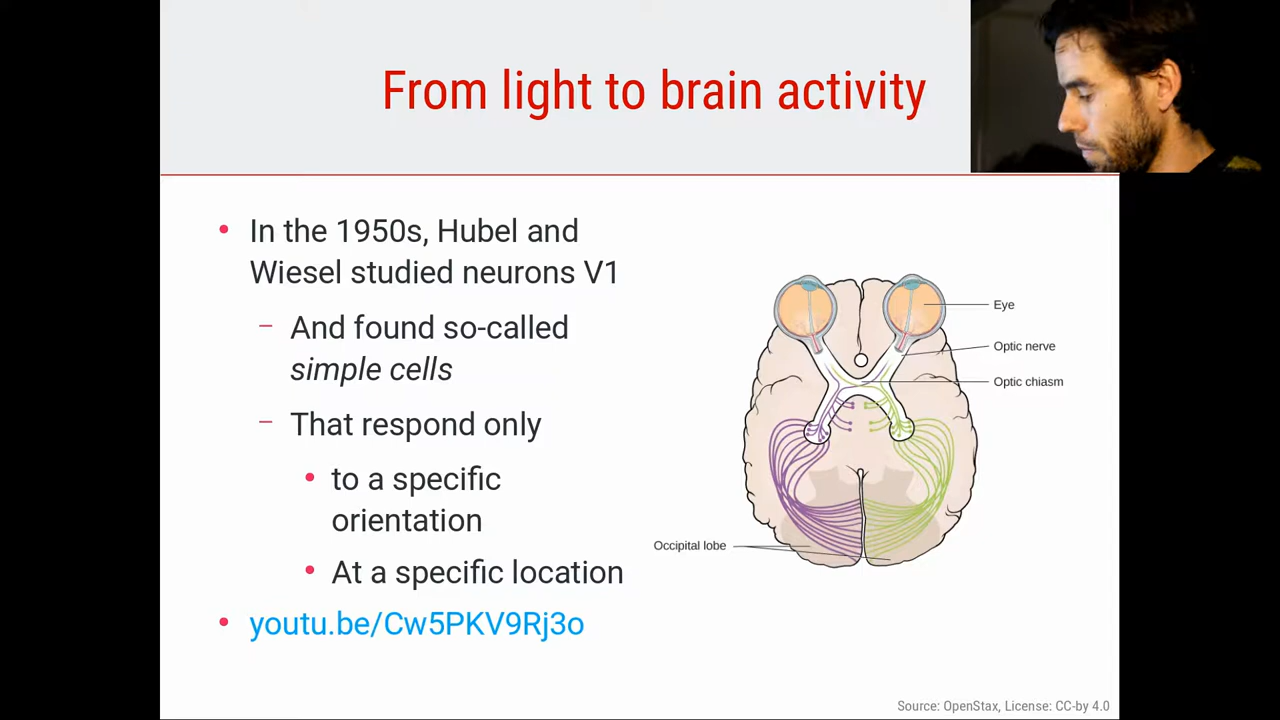 From light to brain activity
In the 1950s, Hubel and
Wiesel studied neurons V1
And found so-called
simple cells
That respond only
to a specific
orientation
At a specific location
youtu.be/Cw5PKV9Rj3o
Eye
Optic nerve
Optic chiasm
Occipital lobe
Source: OpenStax, License: CC-by 4.0